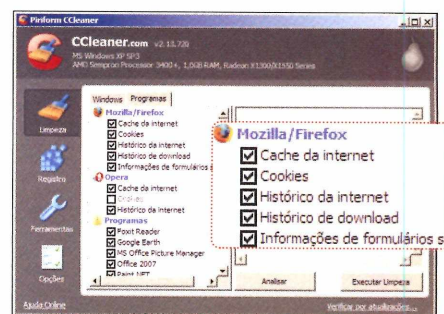 Piriform CCleaner
CCleaner.com v2.13.720
MS Windows XP SP3
AMD Sempron Processor 3400+, 1,0GB RAM, Radeon X1300/X1550 Series
Limpeza
Registro
Ferramentas
Opções
Windows Programas
Mozilla/Firefox
Cache da internet
Cookies
Histórico da internet
Histórico de download
Informações de formulários s
Opera
Cache da internet
Cookies
Histórico da internet
Programas
Foxit Reader
Google Earth
MS Office Picture Manager
Office 2007
Paint.NET
Mozilla/Firefox
Cache da internet
Cookies
Histórico da internet
Histórico de download
Informações de formulários s
Analisar
Executar Limpeza
Ajuda Online
Verificar por atualizações...